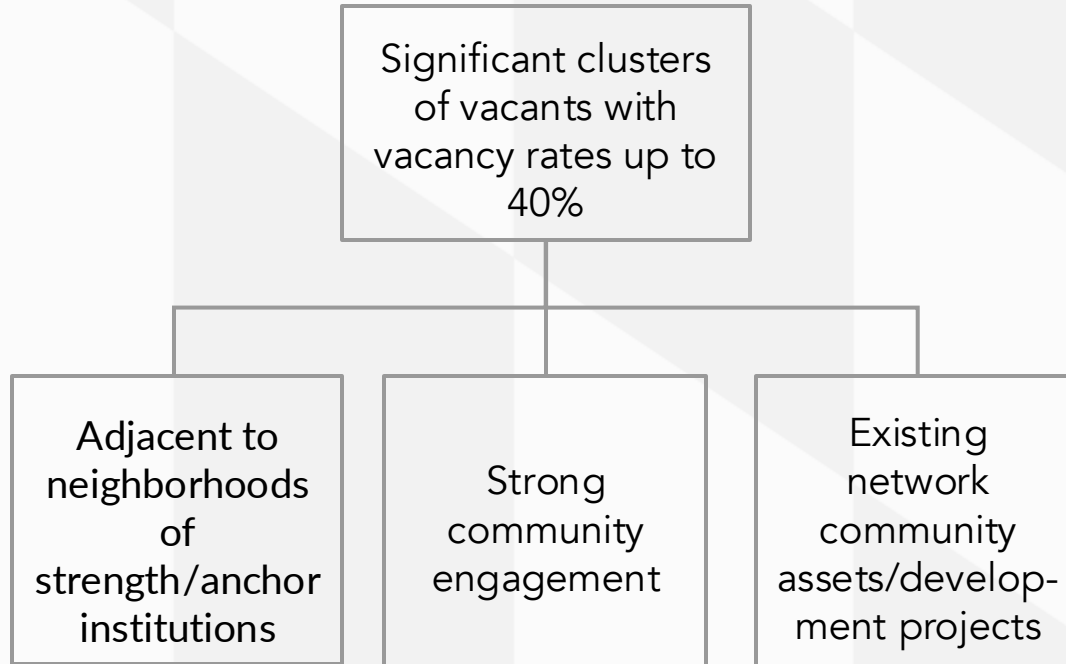 Significant clusters
of vacants with
vacancy rates up to
40%
Adjacent to
neighborhoods
of
strength/anchor
institutions
Strong
community
engagement
Existing
network
community
assets/develop-
ment projects